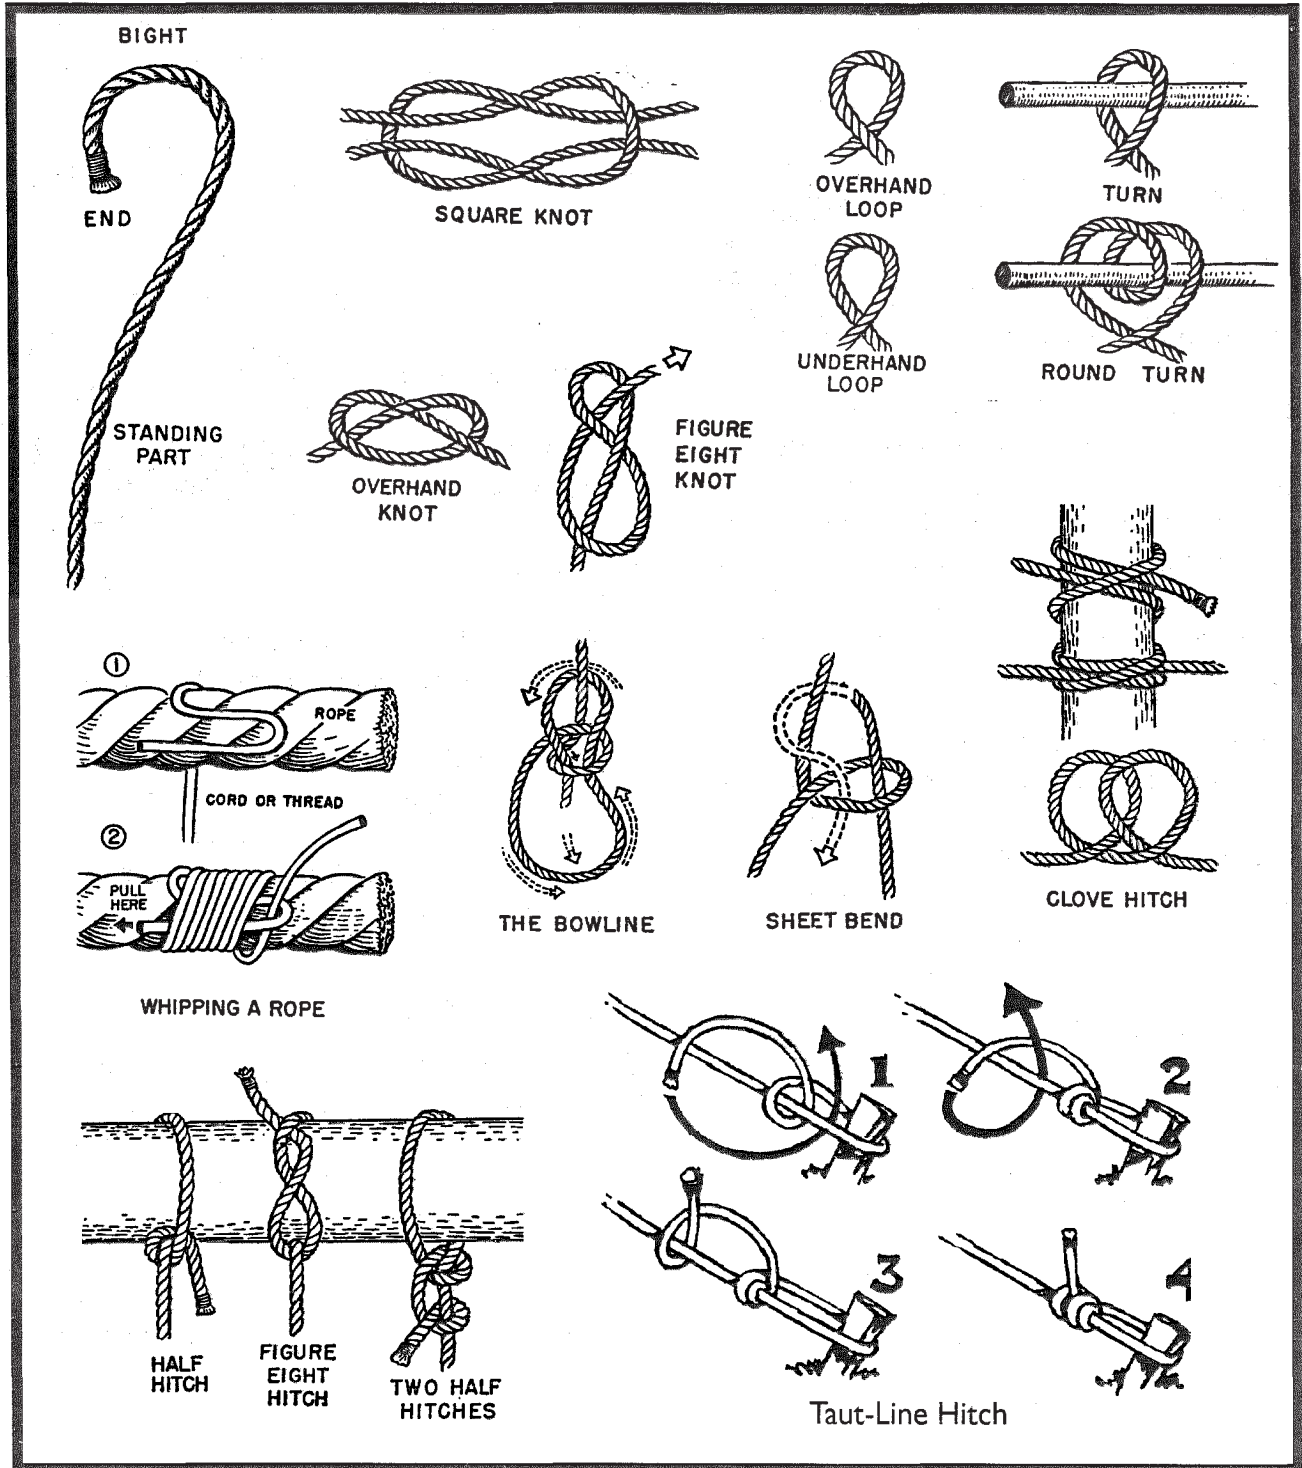 BIGHT
END
STANDING
PART
SQUARE KNOT
OVERHAND
LOOP
TURN
UNDERHAND
LOOP
ROUND TURN
OVERHAND
KNOT
FIGURE
EIGHT
KNOT
1
ROPE
CORD OR THREAD
2
PULL
HERE
WHIPPING A ROPE
THE BOWLINE
SHEET BEND
CLOVE HITCH
HALF
HITCH
FIGURE
EIGHT
HITCH
TWO HALF
HITCHES
1
2
3
4
Taut-Line Hitch